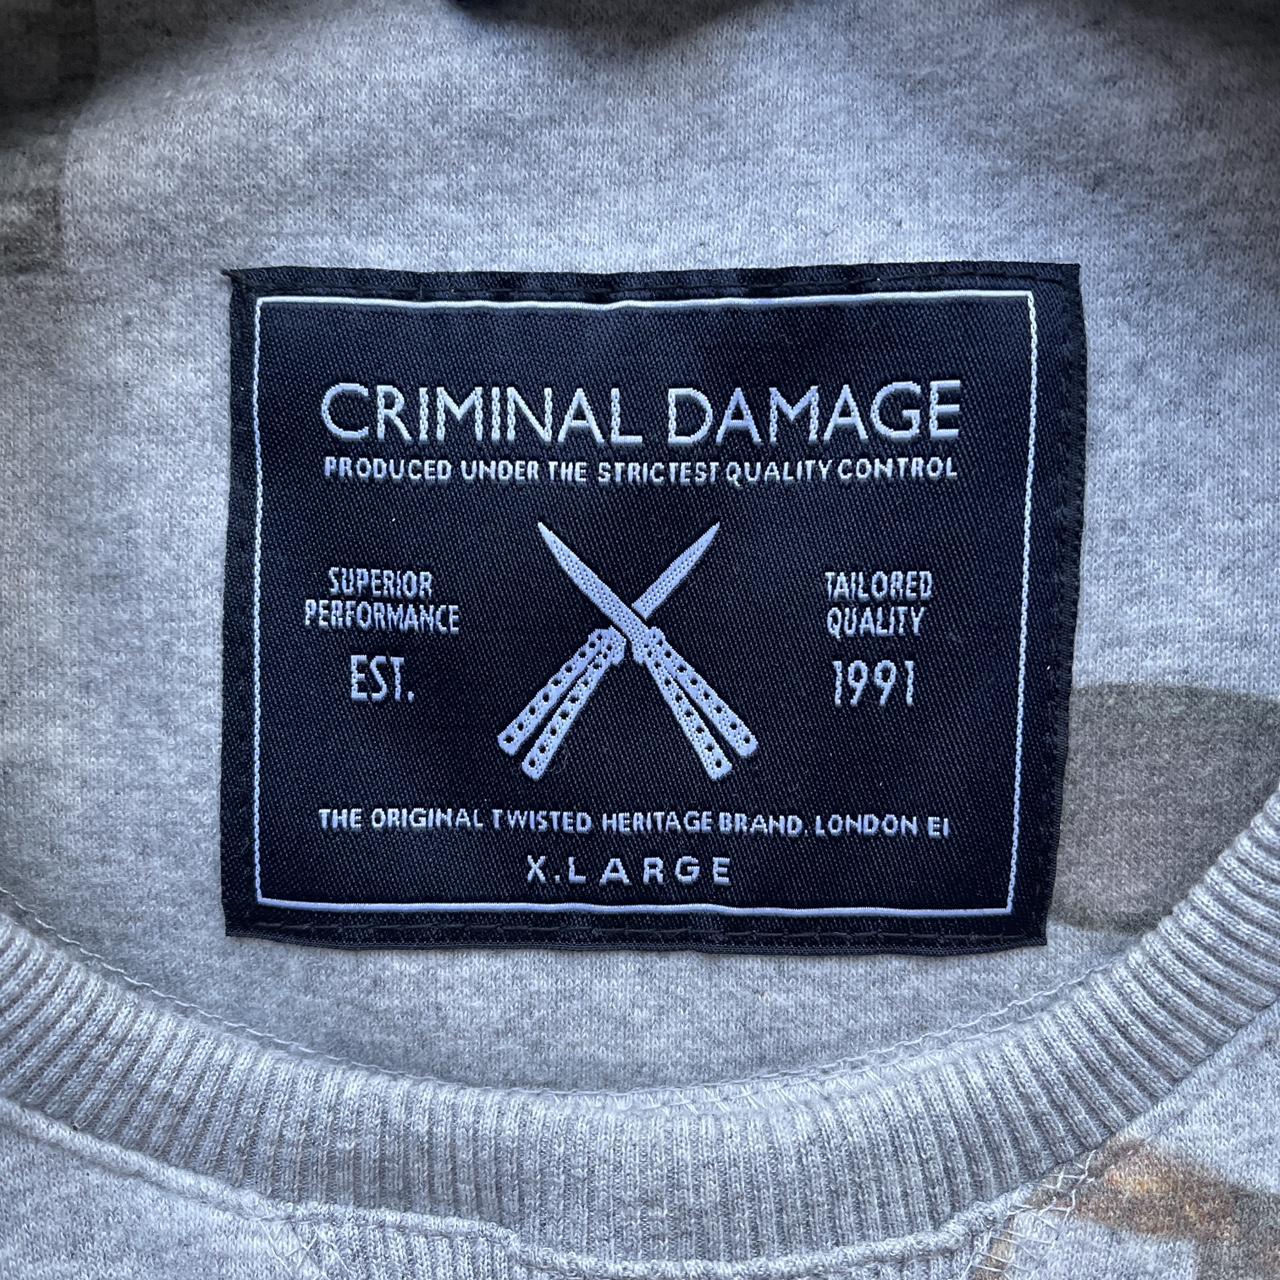 CRIMINAL DAMAGE
PRODUCED UNDER THE STRICTEST QUALITY CONTROL
SUPERIOR
PERFORMANCE
EST.
TAILORED
QUALITY
1991
THE ORIGINAL TWISTED HERITAGE BRAND. LONDON E1
X.LARGE